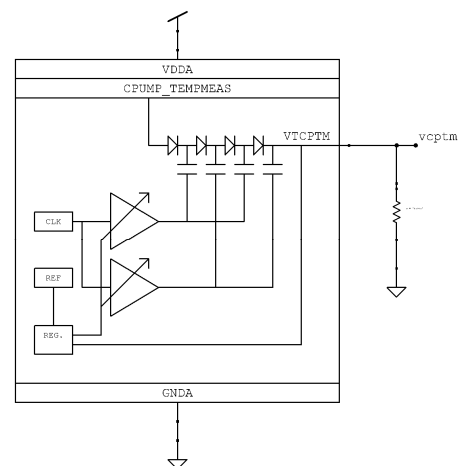 VDDA
CPUMP_TEMPMEAS
VTCPTM
vcptm
CLK
REF
REG.
GNDA